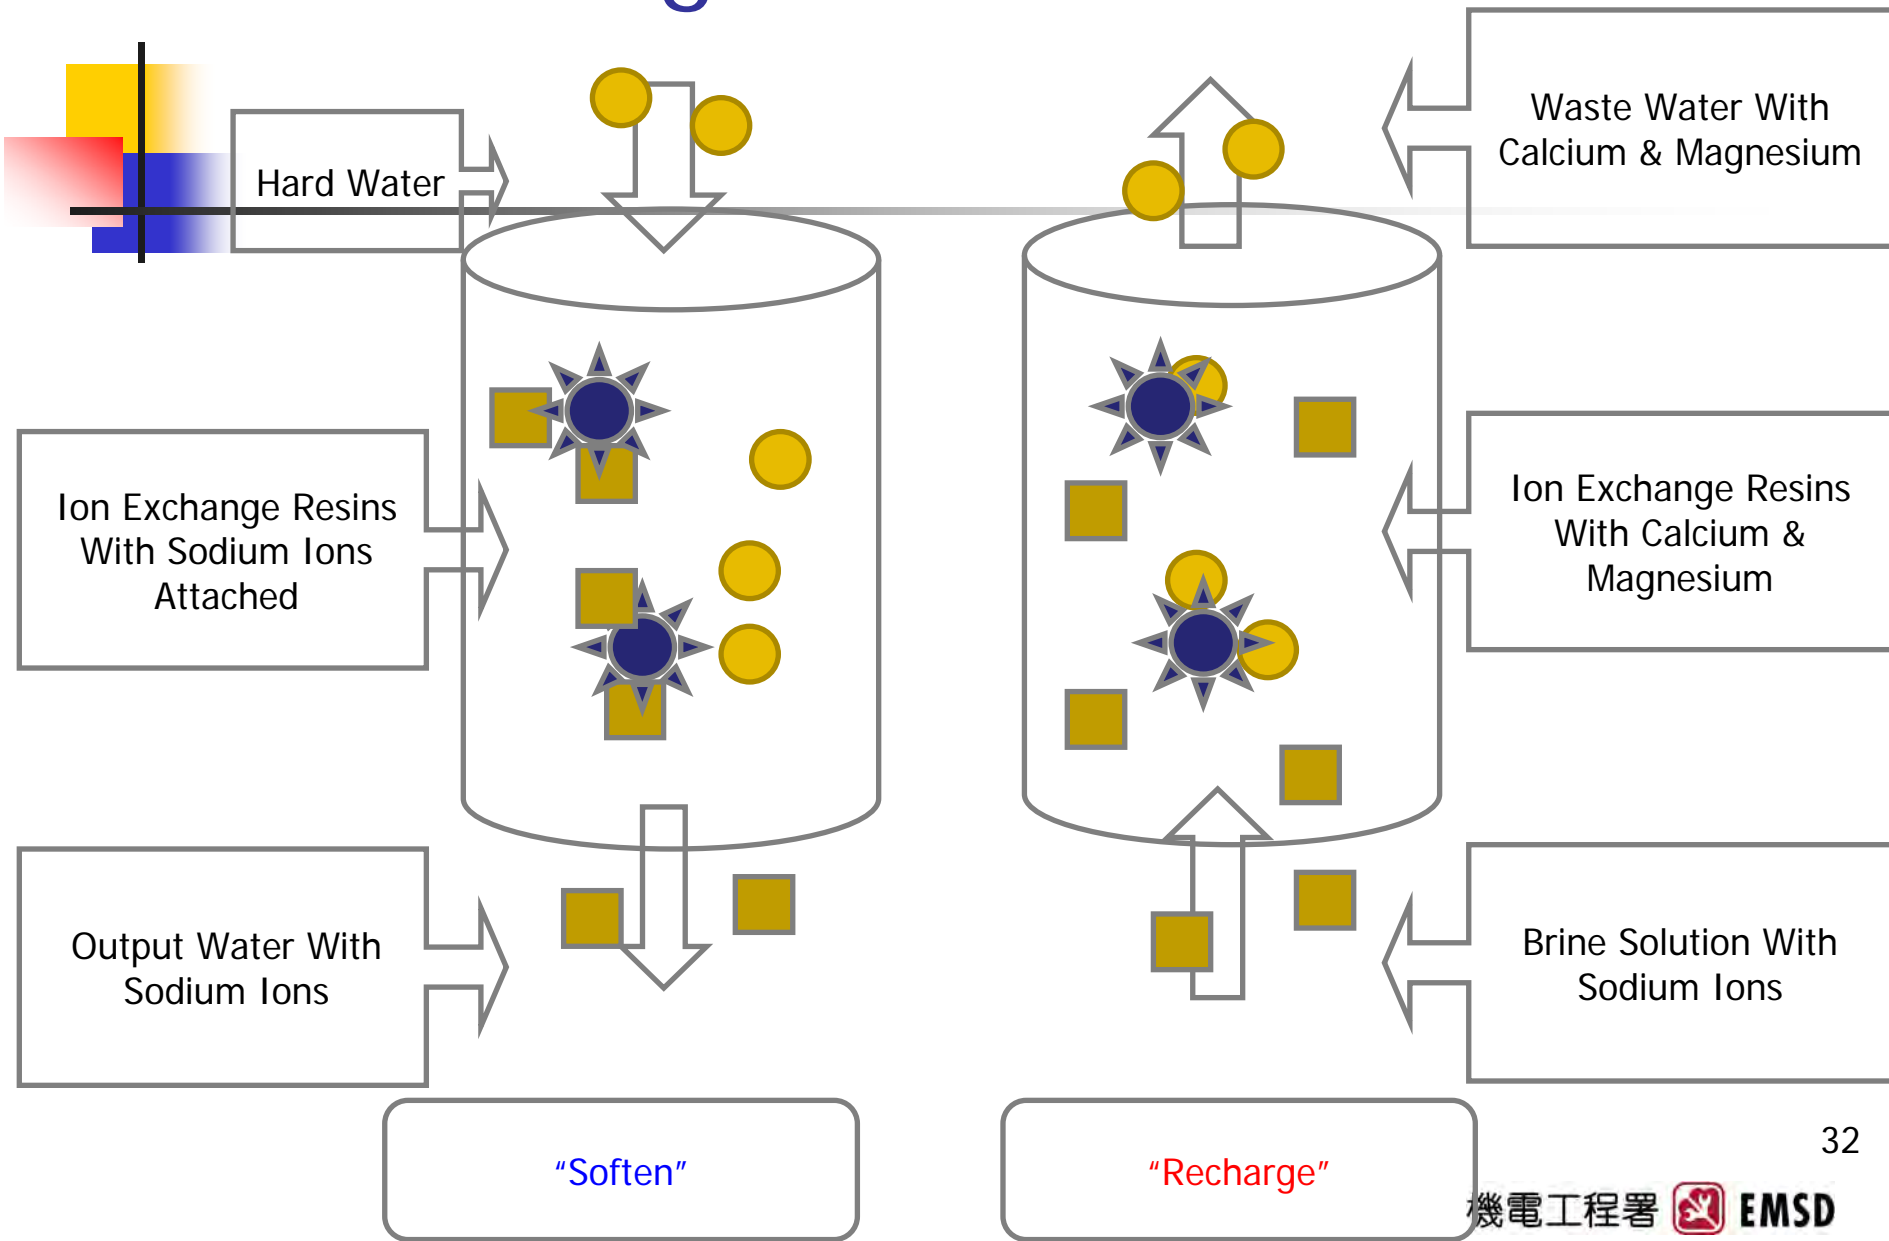 Hard Water
Waste Water With
Calcium & Magnesium
Ion Exchange Resins
With Sodium Ions
Attached
Ion Exchange Resins
With Calcium &
Magnesium
Output Water With
Sodium Ions
Brine Solution With
Sodium Ions
"Soften"
"Recharge"
32
機電工程署 EMSD